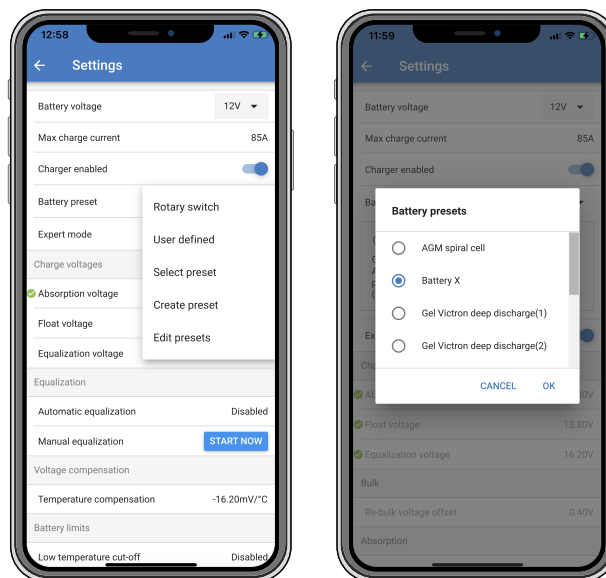 12:58
Settings
Battery voltage 12V
Max charge current 85A
Charger enabled
Battery preset
Rotary switch
User defined
Select preset
Create preset
Edit presets
Expert mode
Charge voltages
Absorption voltage
Float voltage
Equalization voltage
Equalization
Automatic equalization Disabled
Manual equalization START NOW
Voltage compensation
Temperature compensation -16.20mV/°C
Battery limits
Low temperature cut-off Disabled
11:59
Settings
Battery voltage 12V
Max charge current 85A
Charger enabled
Battery presets
AGM spiral cell
Battery X
Gel Victron deep discharge(1)
Gel Victron deep discharge(2)
CANCEL OK
Float voltage 13.80V
Equalization voltage 16.20V
Bulk
Re-bulk voltage offset 0.40V
Absorption